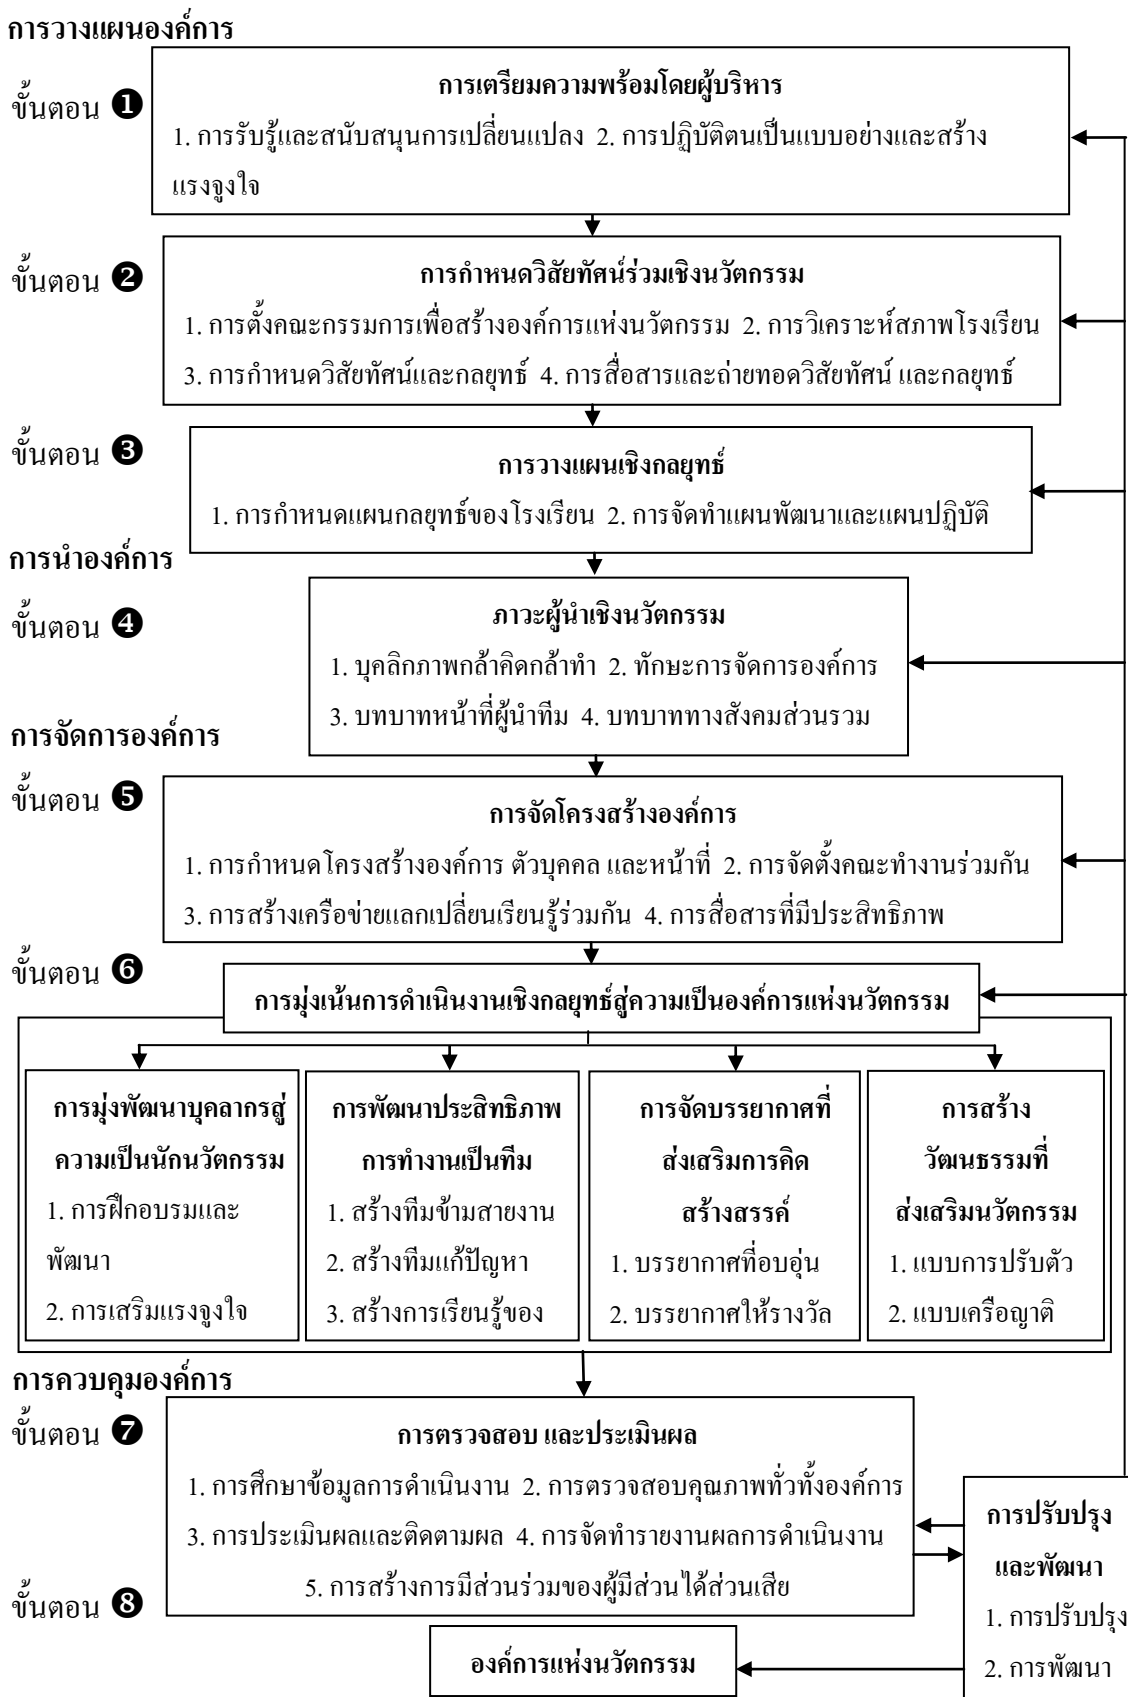 การวางแผนองค์การ
ขั้นตอน ❶
การเตรียมความพร้อมโดยผู้บริหาร
1. การรับรู้และสนับสนุนการเปลี่ยนแปลง 2. การปฏิบัติตนเป็นแบบอย่างและสร้าง
แรงจูงใจ
ขั้นตอน ❷
การกำหนดวิสัยทัศน์ร่วมเชิงนวัตกรรม
1. การตั้งคณะกรรมการเพื่อสร้างองค์การแห่งนวัตกรรม 2. การวิเคราะห์สภาพโรงเรียน
3. การกำหนดวิสัยทัศน์และกลยุทธ์ 4. การสื่อสารและถ่ายทอดวิสัยทัศน์ และกลยุทธ์
ขั้นตอน ❸
การวางแผนเชิงกลยุทธ์
1. การกำหนดแผนกลยุทธ์ของโรงเรียน 2. การจัดทำแผนพัฒนาและแผนปฏิบัติ
การนำองค์การ
ขั้นตอน ❹
ภาวะผู้นำเชิงนวัตกรรม
1. บุคลิกภาพกล้าคิดกล้าทำ 2. ทักษะการจัดการองค์การ
3. บทบาทหน้าที่ผู้นำทีม 4. บทบาททางสังคมส่วนรวม
การจัดการองค์การ
ขั้นตอน ❺
การจัดโครงสร้างองค์การ
1. การกำหนดโครงสร้างองค์การ ตัวบุคคล และหน้าที่ 2. การจัดตั้งคณะทำงานร่วมกัน
3. การสร้างเครือข่ายแลกเปลี่ยนเรียนรู้ร่วมกัน 4. การสื่อสารที่มีประสิทธิภาพ
ขั้นตอน ❻
การมุ่งเน้นการดำเนินงานเชิงกลยุทธ์สู่ความเป็นองค์การแห่งนวัตกรรม
การมุ่งพัฒนาบุคลากรสู่
ความเป็นนักนวัตกรรม
1. การฝึกอบรมและ
พัฒนา
2. การเสริมแรงจูงใจ
การพัฒนาประสิทธิภาพ
การทำงานเป็นทีม
1. สร้างทีมข้ามสายงาน
2. สร้างทีมแก้ปัญหา
3. สร้างการเรียนรู้ของ
การจัดบรรยากาศที่
ส่งเสริมการคิด
สร้างสรรค์
1. บรรยากาศที่อบอุ่น
2. บรรยากาศให้รางวัล
การสร้าง
วัฒนธรรมที่
ส่งเสริมนวัตกรรม
1. แบบการปรับตัว
2. แบบเครือญาติ
การควบคุมองค์การ
ขั้นตอน ❼
การตรวจสอบ และประเมินผล
1. การศึกษาข้อมูลการดำเนินงาน 2. การตรวจสอบคุณภาพทั่วทั้งองค์การ
3. การประเมินผลและติดตามผล 4. การจัดทำรายงานผลการดำเนินงาน
5. การสร้างการมีส่วนร่วมของผู้มีส่วนได้ส่วนเสีย
การปรับปรุง
และพัฒนา
1. การปรับปรุง
2. การพัฒนา
ขั้นตอน ❽
องค์การแห่งนวัตกรรม